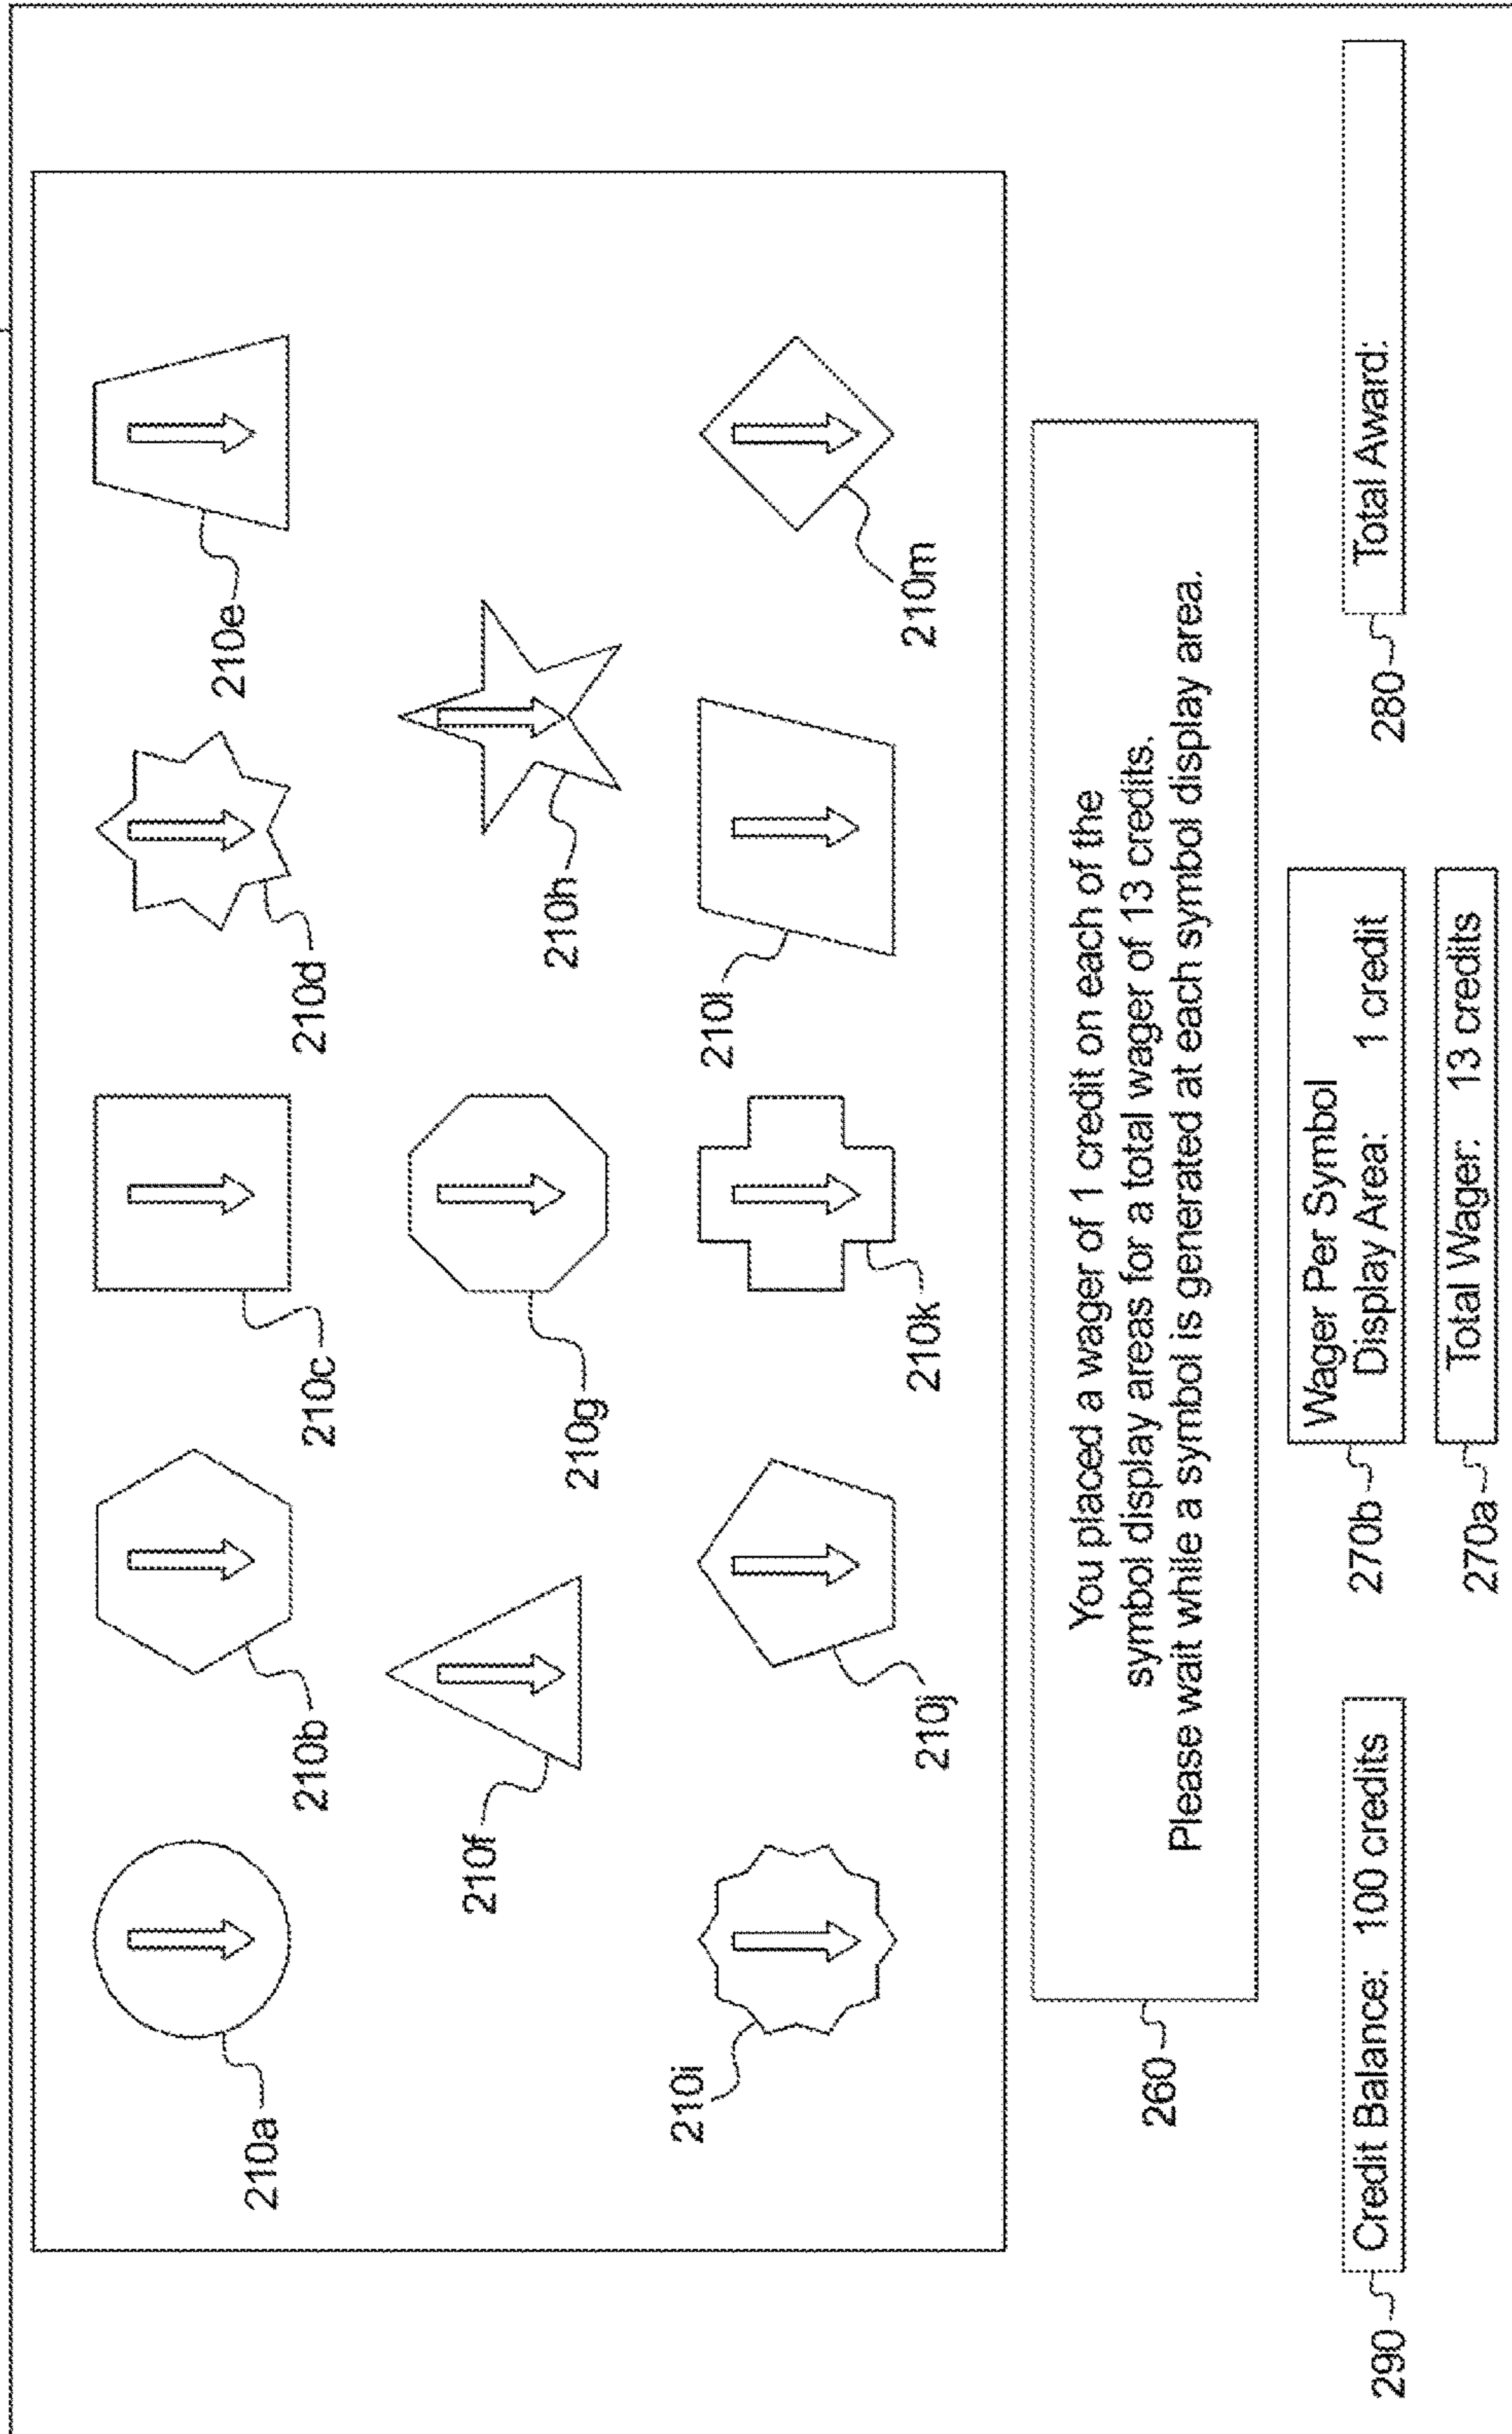 210a
210b
210c
210d
210e
210f
210g
210h
210i
210j
210k
210l
210m
260
You placed a wager of 1 credit on each of the
symbol display areas for a total wager of 13 credits.
Please wait while a symbol is generated at each symbol display area.
290
Credit Balance: 100 credits
270b
Wager Per Symbol
Display Area: 1 credit
270a
Total Wager: 13 credits
280
Total Award: